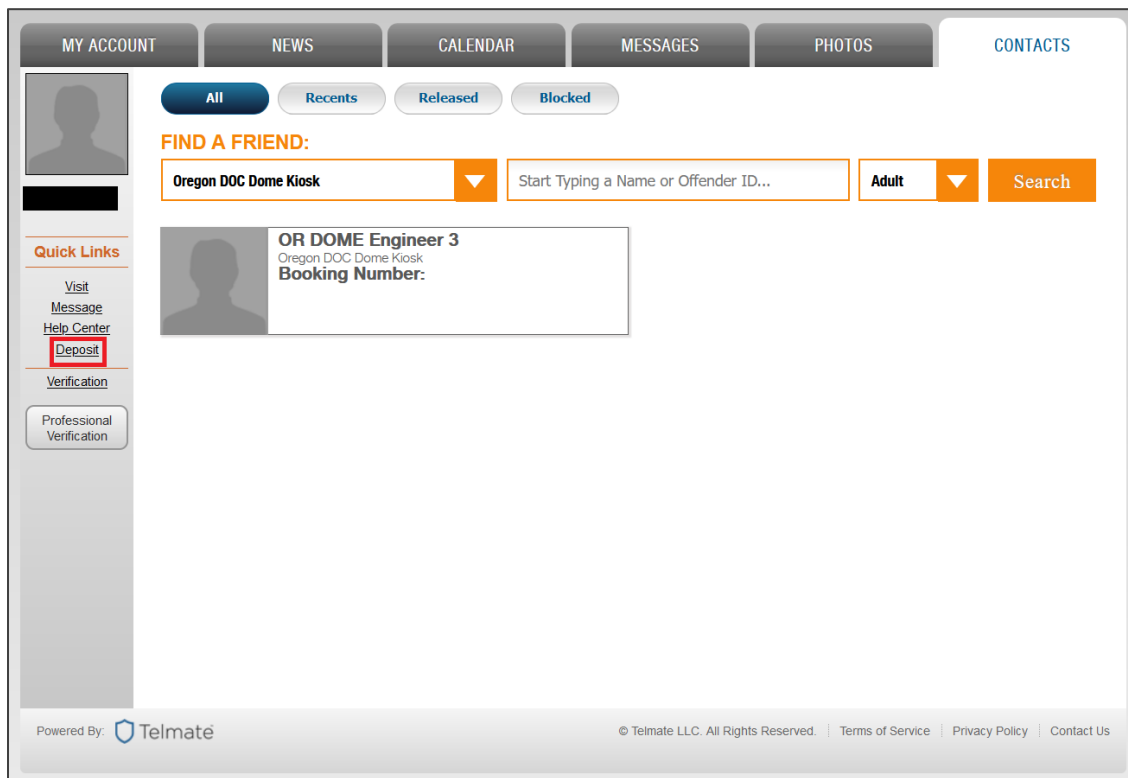 MY ACCOUNT NEWS CALENDAR MESSAGES PHOTOS CONTACTS
All Recents Released Blocked
FIND A FRIEND:
Oregon DOC Dome Kiosk Start Typing a Name or Offender ID... Adult Search
OR DOME Engineer 3
Oregon DOC Dome Kiosk
Booking Number:
Quick Links
Visit
Message
Help Center
Deposit
Verification
Professional
Verification
Powered By: Telmate © Telmate LLC. All Rights Reserved. Terms of Service Privacy Policy Contact Us